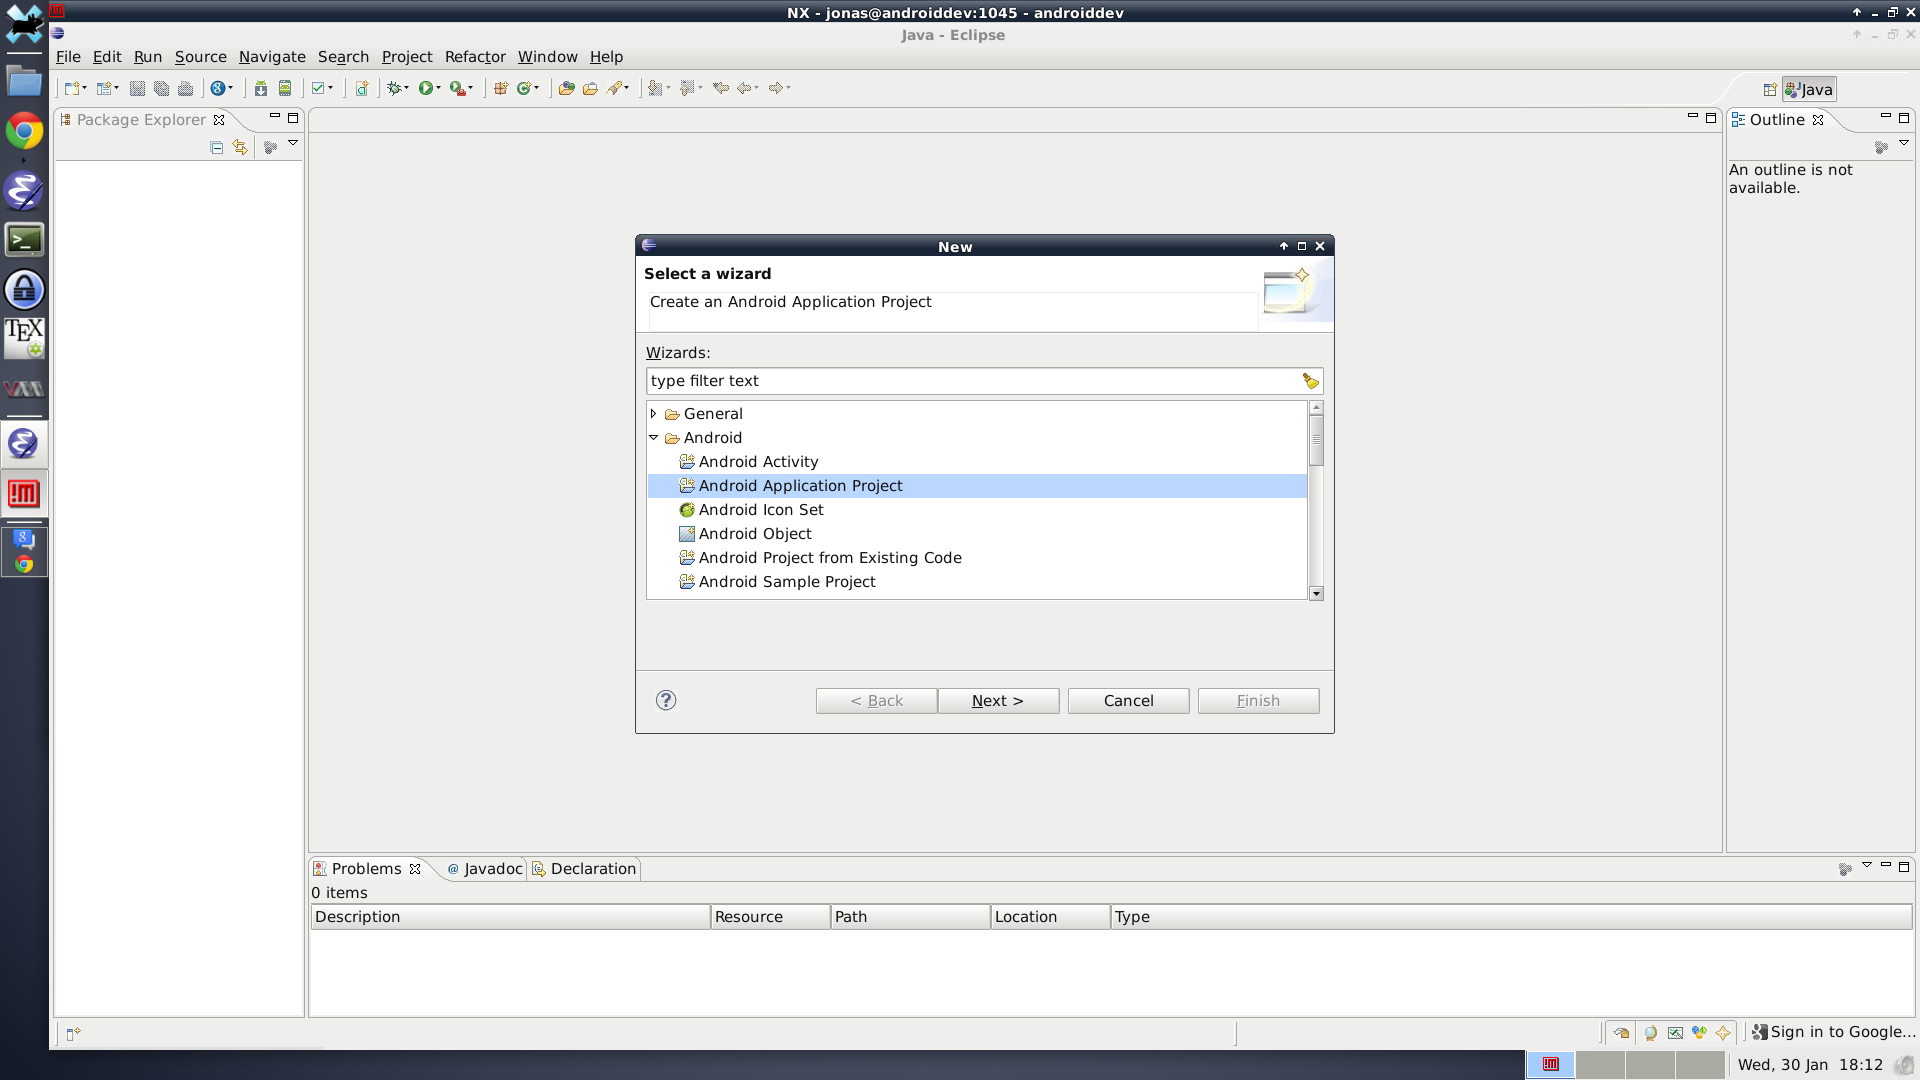 NX - jonas@androiddev:1045 - androiddev
Java - Eclipse
File Edit Run Source Navigate Search Project Refactor Window Help
Java
Package Explorer
Outline
An outline is not
available.
New
Select a wizard
Create an Android Application Project
Wizards:
type filter text
General
Android
Android Activity
Android Application Project
Android Icon Set
Android Object
Android Project from Existing Code
Android Sample Project
? < Back Next > Cancel Finish
TEX
Problems @ Javadoc Declaration
0 items
Description Resource Path Location Type
Sign in to Google...
Wed, 30 Jan 18:12